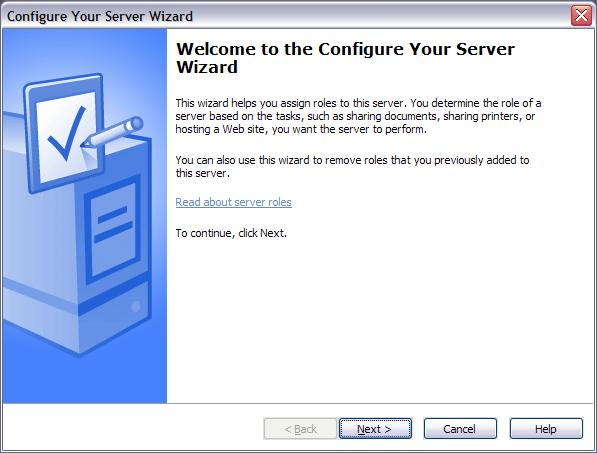 Configure Your Server Wizard
Welcome to the Configure Your Server
Wizard
This wizard helps you assign roles to this server. You determine the role of a
server based on the tasks, such as sharing documents, sharing printers, or
hosting a Web site, you want the server to perform.
You can also use this wizard to remove roles that you previously added to
this server.
Read about server roles
To continue, click Next.
< Back
Next >
Cancel
Help